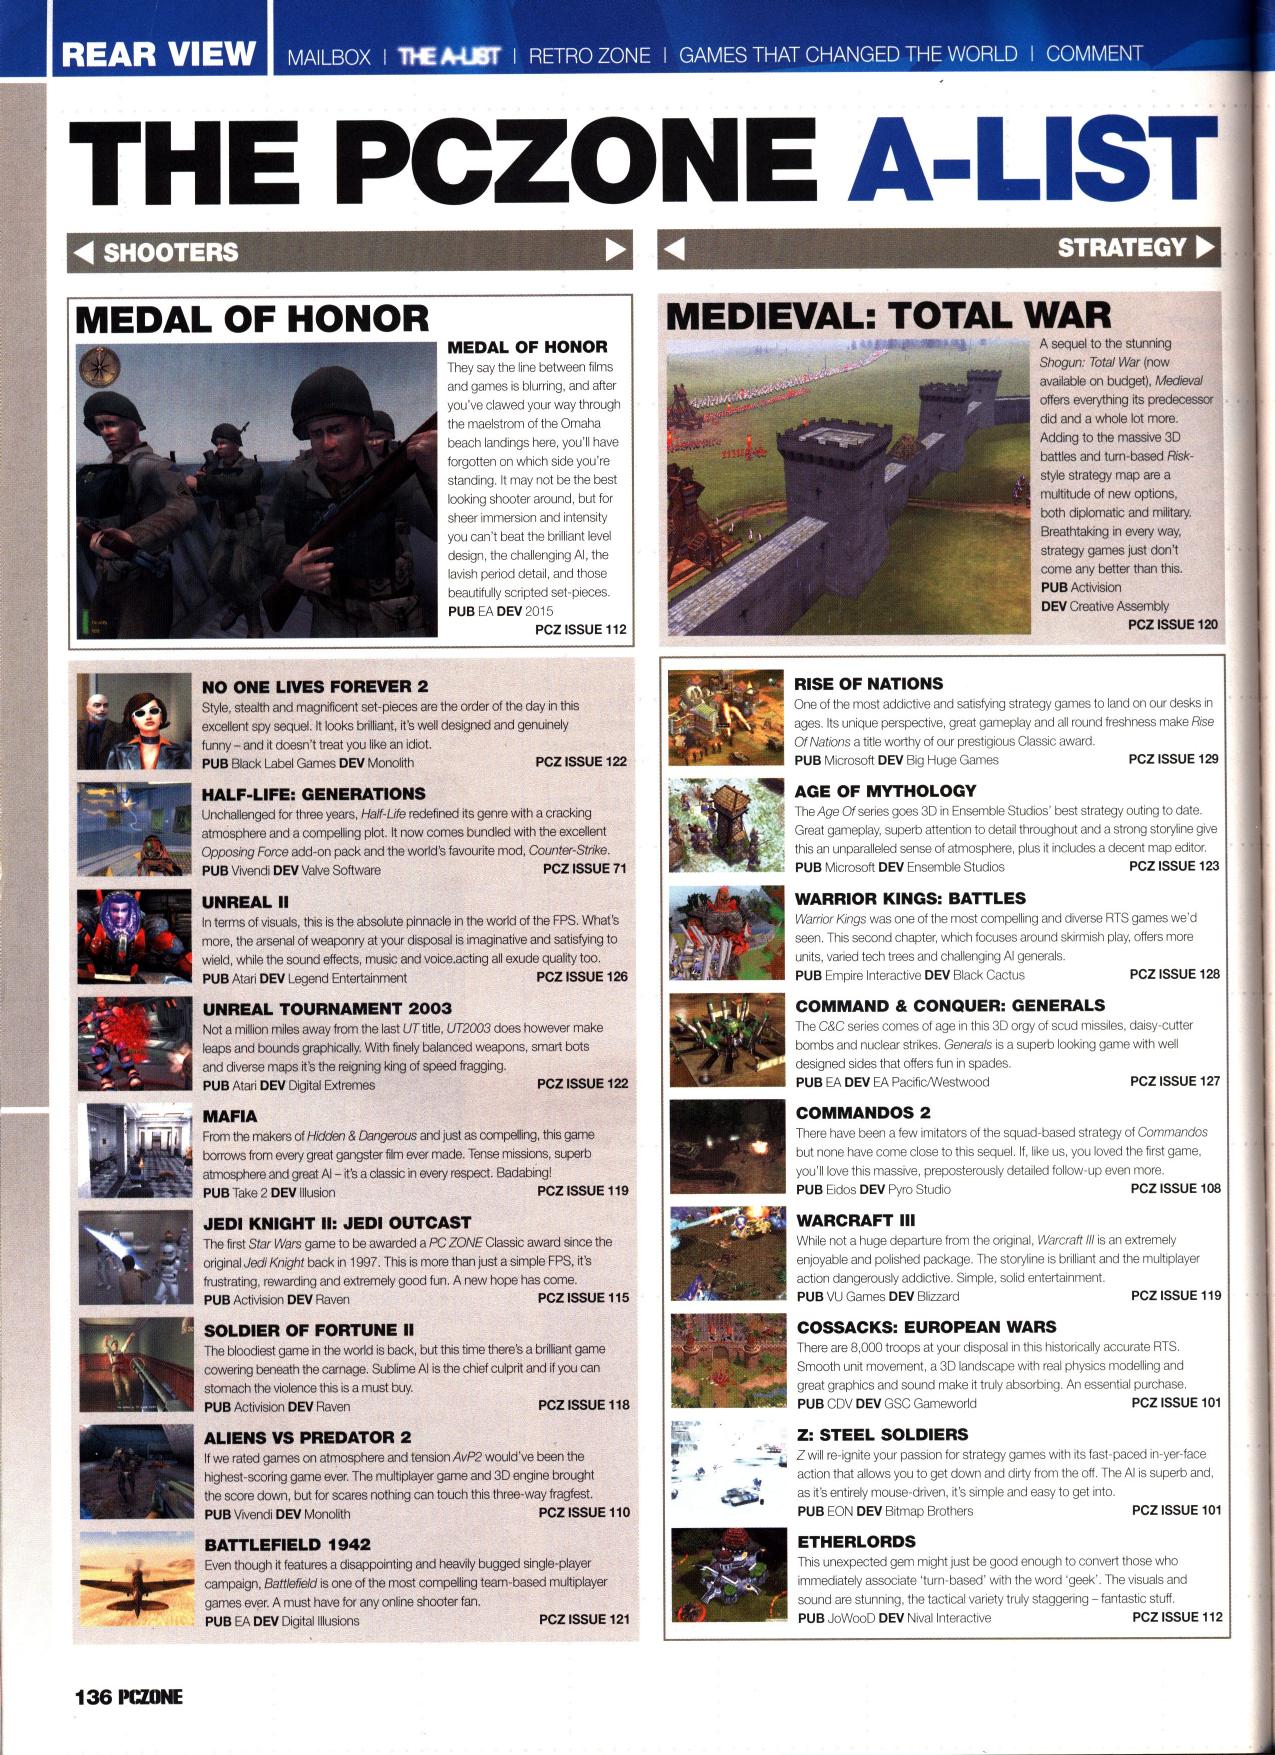 REAR VIEW
MAILBOX | THE A-LIST | RETRO ZONE | GAMES THAT CHANGED THE WORLD | COMMENT
THE PCZONE A-LIST
SHOOTERS
MEDAL OF HONOR
MEDAL OF HONOR
They say the line between films
and games is blurring, and after
you've clawed your way through
the maelstrom of the Omaha
beach landings here, you'll have
forgotten on which side you're
standing. It may not be the best
looking shooter around, but for
sheer immersion and intensity
you can't beat the brilliant level
design, the challenging AI, the
lavish period detail, and those
beautifully scripted set-pieces.
PUB EA DEV 2015
PCZ ISSUE 112
NO ONE LIVES FOREVER 2
Style, stealth and magnificent set-pieces are the order of the day in this
excellent spy sequel. It looks brilliant, it's well designed and genuinely
funny – and it doesn't treat you like an idiot.
PUB Black Label Games DEV Monolith PCZ ISSUE 122
HALF-LIFE: GENERATIONS
Unchallenged for three years, Half-Life redefined its genre with a cracking
atmosphere and a compelling plot. It now comes bundled with the excellent
Opposing Force add-on pack and the world's favourite mod, Counter-Strike.
PUB Vivendi DEV Valve Software PCZ ISSUE 71
UNREAL II
In terms of visuals, this is the absolute pinnacle in the world of the FPS. What's
more, the arsenal of weaponry at your disposal is imaginative and satisfying to
wield, while the sound effects, music and voice.acting all exude quality too.
PUB Atari DEV Legend Entertainment PCZ ISSUE 126
UNREAL TOURNAMENT 2003
Not a million miles away from the last UT title, UT2003 does however make
leaps and bounds graphically. With finely balanced weapons, smart bots
and diverse maps it's the reigning king of speed fragging.
PUB Atari DEV Digital Extremes PCZ ISSUE 122
MAFIA
From the makers of Hidden & Dangerous and just as compelling, this game
borrows from every great gangster film ever made. Tense missions, superb
atmosphere and great AI – it's a classic in every respect. Badabing!
PUB Take 2 DEV Illusion PCZ ISSUE 119
JEDI KNIGHT II: JEDI OUTCAST
The first Star Wars game to be awarded a PC ZONE Classic award since the
original Jedi Knight back in 1997. This is more than just a simple FPS, it's
frustrating, rewarding and extremely good fun. A new hope has come.
PUB Activision DEV Raven PCZ ISSUE 115
SOLDIER OF FORTUNE II
The bloodiest game in the world is back, but this time there's a brilliant game
cowering beneath the carnage. Sublime AI is the chief culprit and if you can
stomach the violence this is a must buy.
PUB Activision DEV Raven PCZ ISSUE 118
ALIENS VS PREDATOR 2
If we rated games on atmosphere and tension AvP2 would've been the
highest-scoring game ever. The multiplayer game and 3D engine brought
the score down, but for scares nothing can touch this three-way fragfest.
PUB Vivendi DEV Monolith PCZ ISSUE 110
BATTLEFIELD 1942
Even though it features a disappointing and heavily bugged single-player
campaign, Battlefield is one of the most compelling team-based multiplayer
games ever. A must have for any online shooter fan.
PUB EA DEV Digital Illusions PCZ ISSUE 121
STRATEGY
MEDIEVAL: TOTAL WAR
A sequel to the stunning
Shogun: Total War (now
available on budget), Medieval
offers everything its predecessor
did and a whole lot more.
Adding to the massive 3D
battles and turn-based Risk-
style strategy map are a
multitude of new options,
both diplomatic and military.
Breathtaking in every way,
strategy games just don't
come any better than this.
PUB Activision
DEV Creative Assembly
PCZ ISSUE 120
RISE OF NATIONS
One of the most addictive and satisfying strategy games to land on our desks in
ages. Its unique perspective, great gameplay and all round freshness make Rise
Of Nations a title worthy of our prestigious Classic award.
PUB Microsoft DEV Big Huge Games PCZ ISSUE 129
AGE OF MYTHOLOGY
The Age Of series goes 3D in Ensemble Studios' best strategy outing to date.
Great gameplay, superb attention to detail throughout and a strong storyline give
this an unparalleled sense of atmosphere, plus it includes a decent map editor.
PUB Microsoft DEV Ensemble Studios PCZ ISSUE 123
WARRIOR KINGS: BATTLES
Warrior Kings was one of the most compelling and diverse RTS games we'd
seen. This second chapter, which focuses around skirmish play, offers more
units, varied tech trees and challenging AI generals.
PUB Empire Interactive DEV Black Cactus PCZ ISSUE 128
COMMAND & CONQUER: GENERALS
The C&C series comes of age in this 3D orgy of scud missiles, daisy-cutter
bombs and nuclear strikes. Generals is a superb looking game with well
designed sides that offers fun in spades.
PUB EA DEV EA Pacific/Westwood PCZ ISSUE 127
COMMANDOS 2
There have been a few imitators of the squad-based strategy of Commandos
but none have come close to this sequel. If, like us, you loved the first game,
you'll love this massive, preposterously detailed follow-up even more.
PUB Eidos DEV Pyro Studio PCZ ISSUE 108
WARCRAFT III
While not a huge departure from the original, Warcraft III is an extremely
enjoyable and polished package. The storyline is brilliant and the multiplayer
action dangerously addictive. Simple, solid entertainment.
PUB VU Games DEV Blizzard PCZ ISSUE 119
COSSACKS: EUROPEAN WARS
There are 8,000 troops at your disposal in this historically accurate RTS.
Smooth unit movement, a 3D landscape with real physics modelling and
great graphics and sound make it truly absorbing. An essential purchase.
PUB CDV DEV GSC Gameworld PCZ ISSUE 101
Z: STEEL SOLDIERS
Z will re-ignite your passion for strategy games with its fast-paced in-yer-face
action that allows you to get down and dirty from the off. The AI is superb and,
as it's entirely mouse-driven, it's simple and easy to get into.
PUB EON DEV Bitmap Brothers PCZ ISSUE 101
ETHERLORDS
This unexpected gem might just be good enough to convert those who
immediately associate 'turn-based' with the word 'geek'. The visuals and
sound are stunning, the tactical variety truly staggering – fantastic stuff.
PUB JoWooD DEV Nival Interactive PCZ ISSUE 112
136 PCZONE